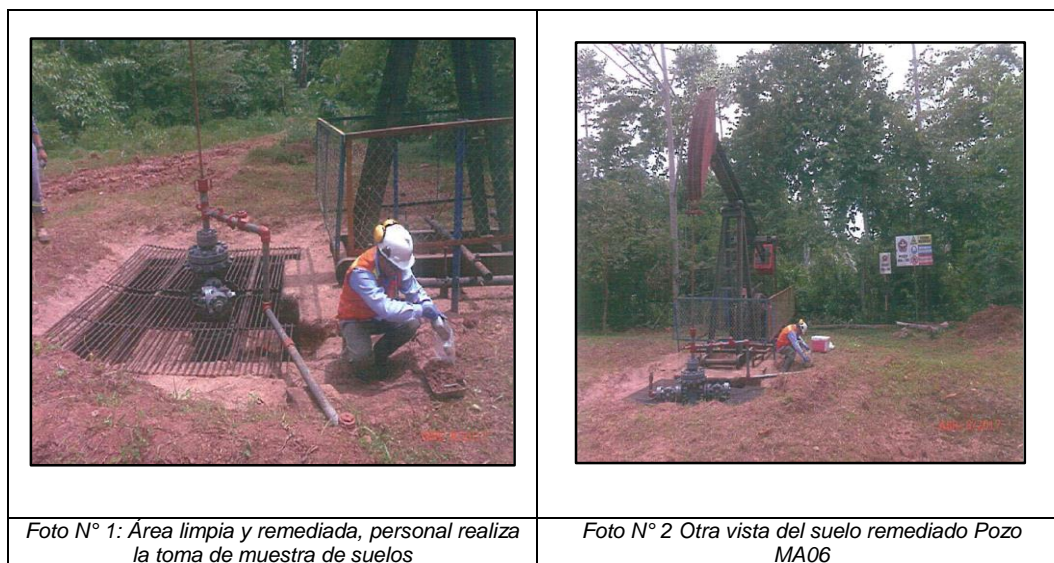 Foto N° 1: Área limpia y remediada, personal realiza
la toma de muestra de suelos
Foto N° 2 Otra vista del suelo remediado Pozo
MA06